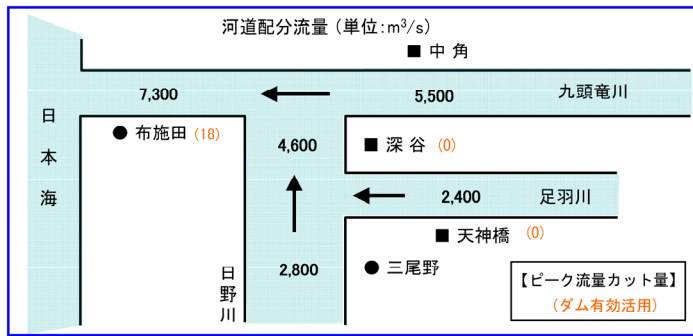 河道配分流量（単位:m³/s）
■ 中 角
7,300
5,500
九頭竜川
日本海
● 布施田 (18)
4,600
■ 深 谷 (0)
2,400
足羽川
■ 天神橋 (0)
日野川
2,800
● 三尾野
【ピーク流量カット量】
（ダム有効活用）